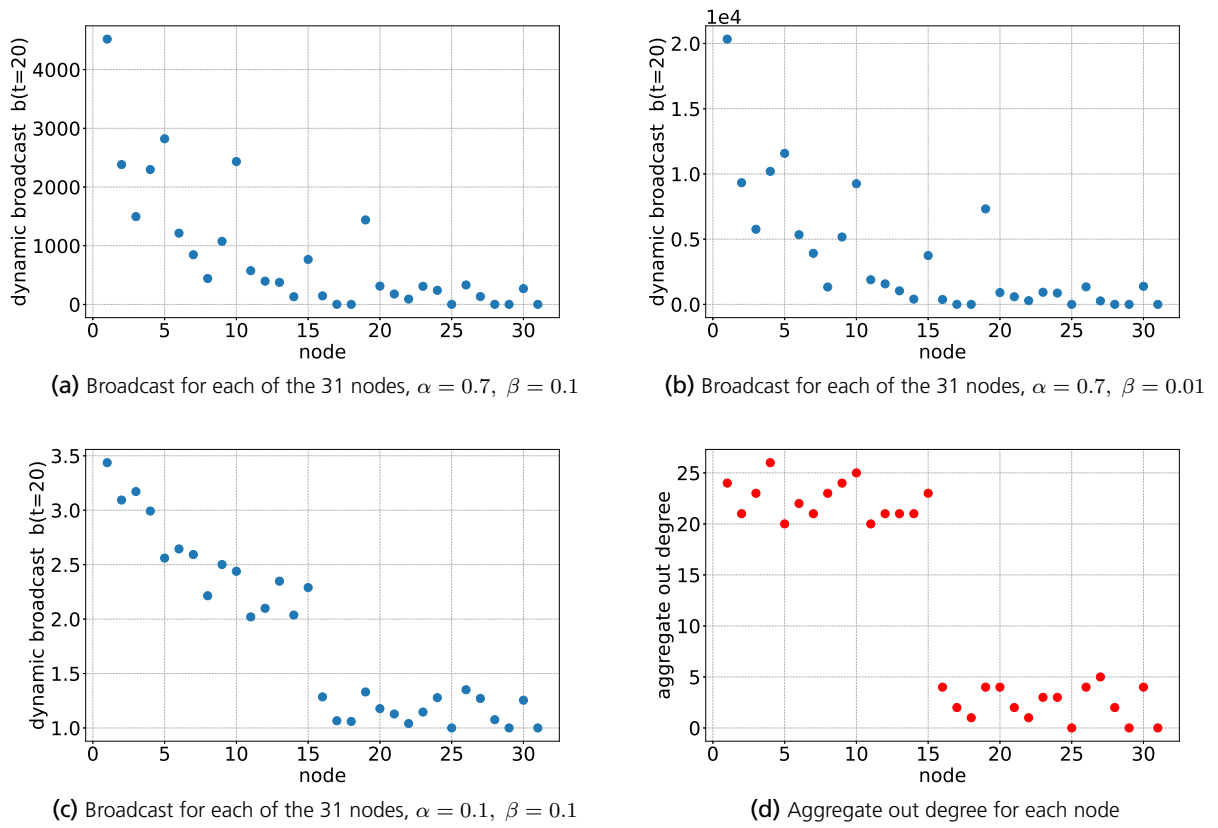 dynamic broadcast b(t=20)
4000
3000
2000
1000
0
0 5 10 15 20 25 30
node
(a) Broadcast for each of the 31 nodes, α = 0.7, β = 0.1
1e4
dynamic broadcast b(t=20)
2.0
1.5
1.0
0.5
0.0
0 5 10 15 20 25 30
node
(b) Broadcast for each of the 31 nodes, α = 0.7, β = 0.01
dynamic broadcast b(t=20)
3.5
3.0
2.5
2.0
1.5
1.0
0 5 10 15 20 25 30
node
(c) Broadcast for each of the 31 nodes, α = 0.1, β = 0.1
aggregate out degree
25
20
15
10
5
0
0 5 10 15 20 25 30
node
(d) Aggregate out degree for each node